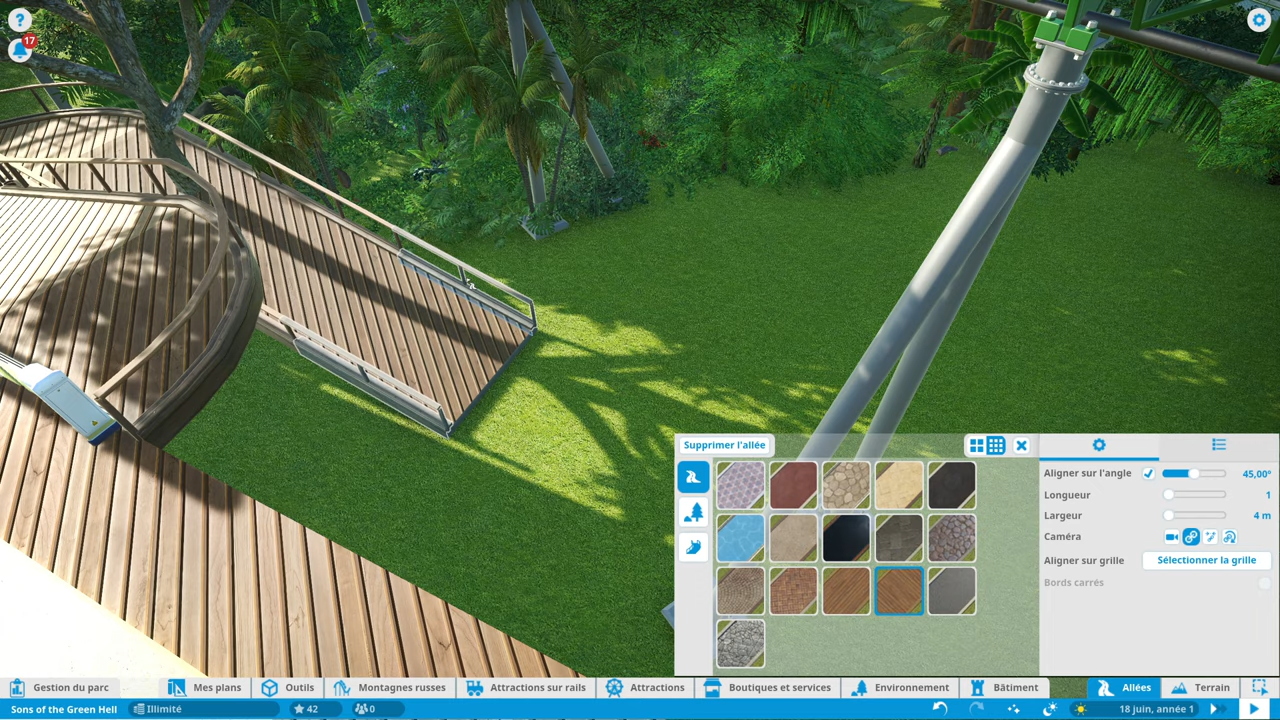 ?
17
Supprimer l'allée
Aligner sur l'angle
45,00°
Longueur
1
Largeur
4 m
Caméra
Aligner sur grille
Sélectionner la grille
Bords carrés
Gestion du parc
Mes plans
Outils
Montagnes russes
Attractions sur rails
Attractions
Boutiques et services
Environnement
Bâtiment
Allées
Terrain
Sons of the Green Hell
Illimité
42
0
18 juin, année 1